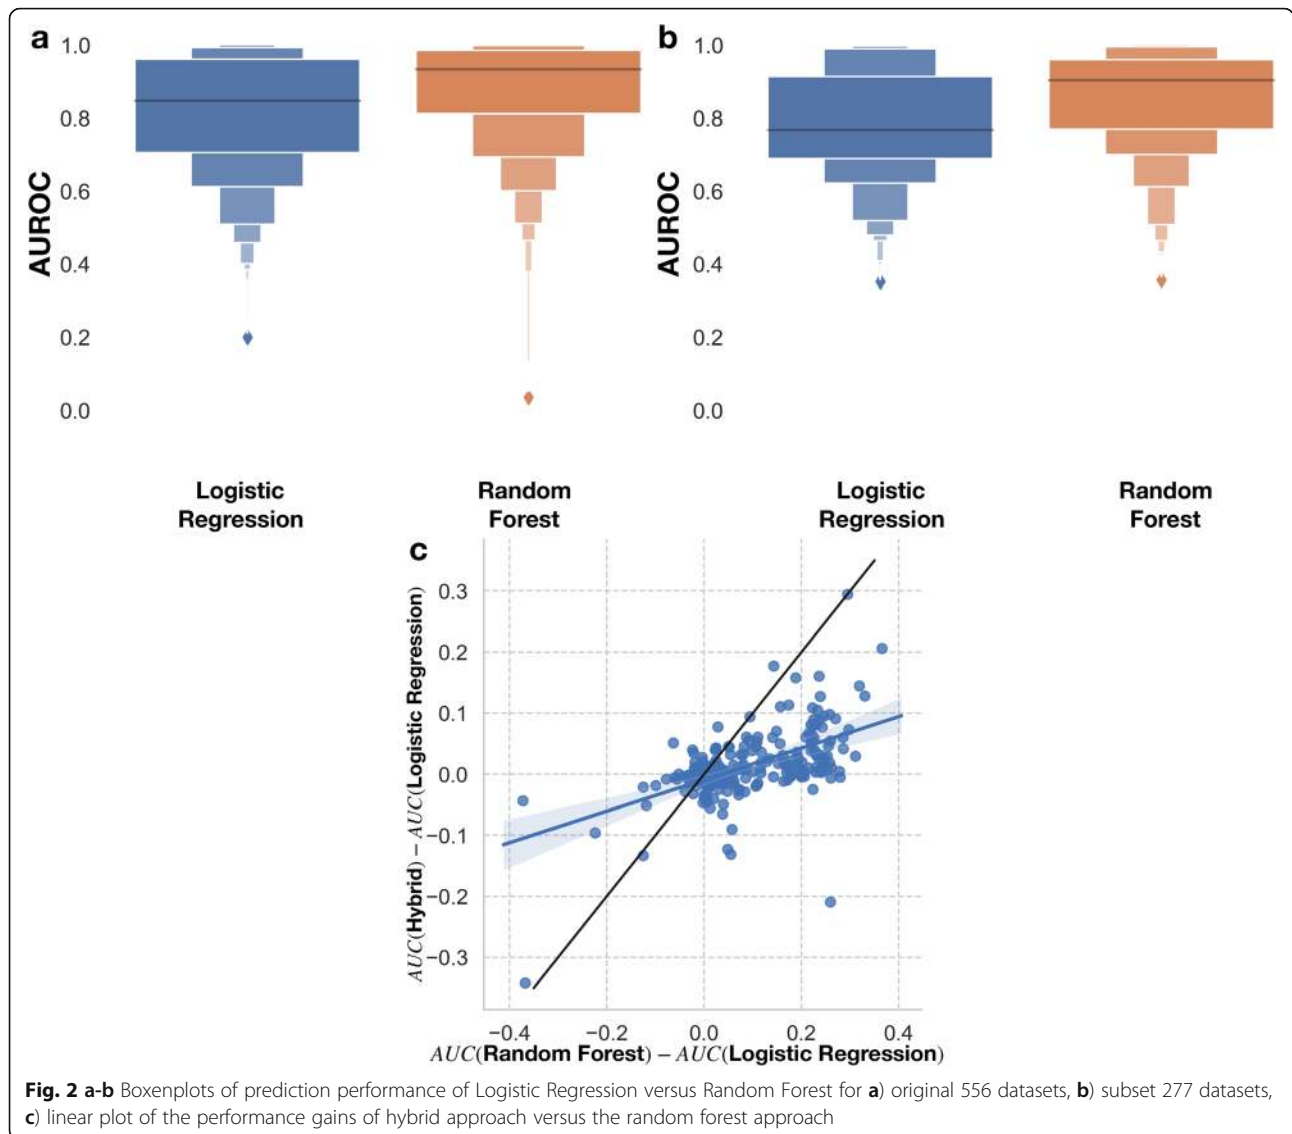 a
1.0
0.8
0.6
0.4
0.2
0.0
AUROC
Logistic
Regression
Random
Forest
b
1.0
0.8
0.6
0.4
0.2
0.0
AUROC
Logistic
Regression
Random
Forest
c
0.3
0.2
0.1
0.0
−0.1
−0.2
−0.3
AUC(Hybrid) − AUC(Logistic Regression)
−0.4 −0.2 0.0 0.2 0.4
AUC(Random Forest) − AUC(Logistic Regression)
Fig. 2 a-b Boxenplots of prediction performance of Logistic Regression versus Random Forest for a) original 556 datasets, b) subset 277 datasets,
c) linear plot of the performance gains of hybrid approach versus the random forest approach